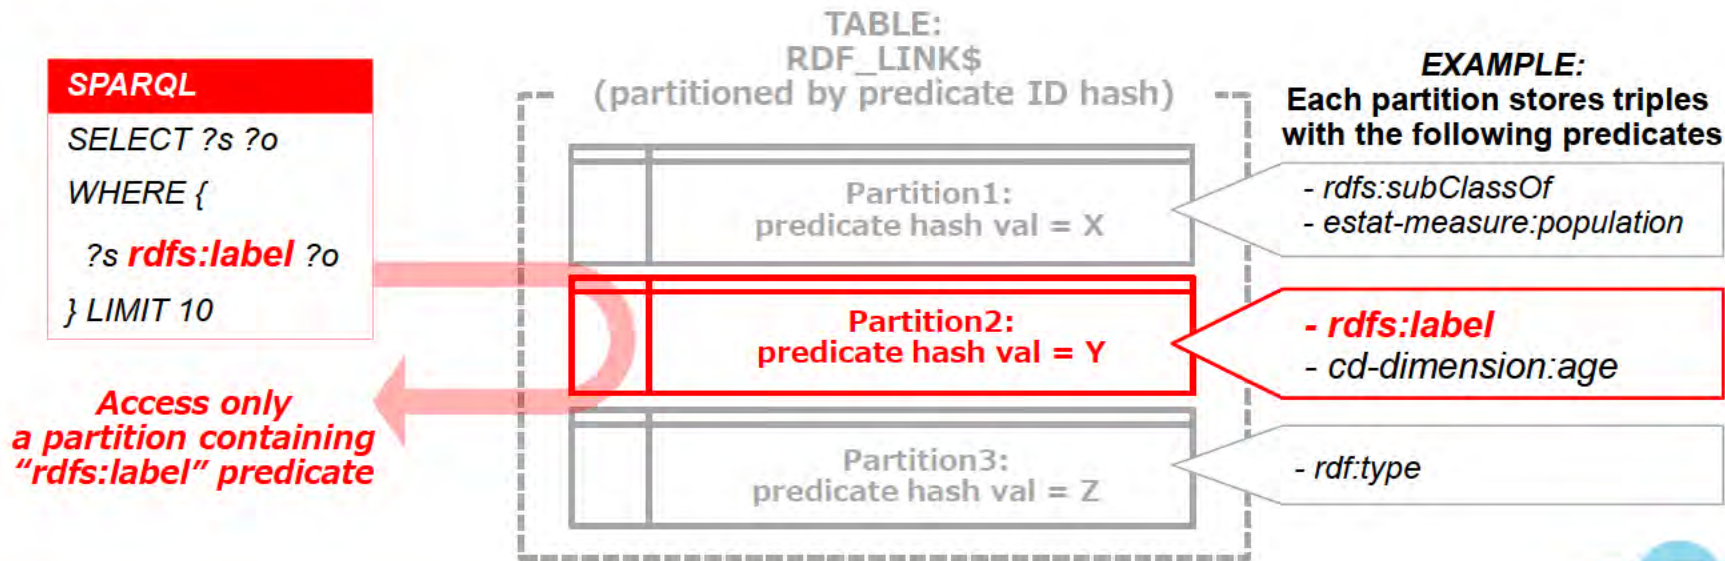 SPARQL
SELECT ?s ?o
WHERE {
?s rdfs:label ?o
} LIMIT 10
Access only
a partition containing
“rdfs:label” predicate
TABLE:
RDF_LINK$
(partitioned by predicate ID hash)
Partition1:
predicate hash val = X
Partition2:
predicate hash val = Y
Partition3:
predicate hash val = Z
EXAMPLE:
Each partition stores triples
with the following predicates
- rdfs:subClassOf
- estat-measure:population
- rdfs:label
- cd-dimension:age
- rdf:type